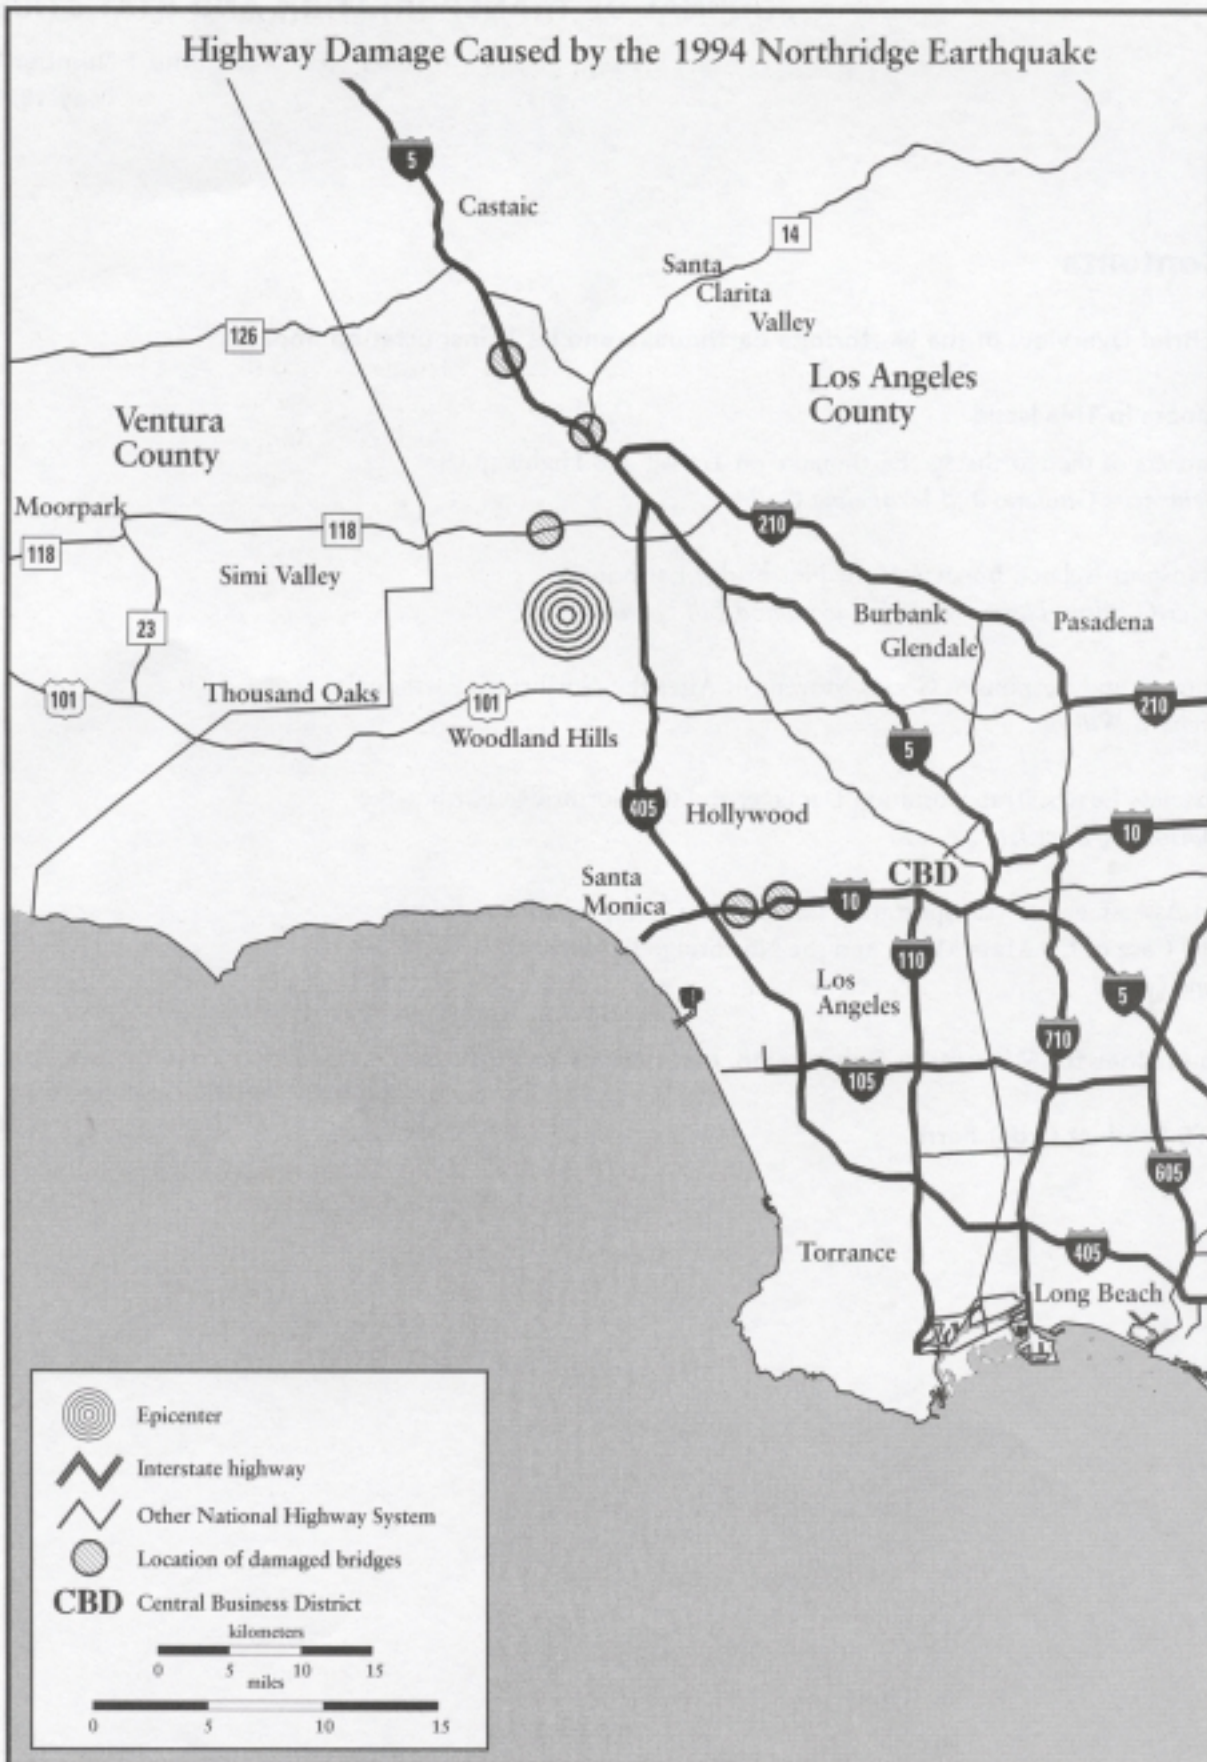 Highway Damage Caused by the 1994 Northridge Earthquake
5
Castaic
14
Santa
Clarita
Valley
126
Los Angeles
County
Ventura
County
Moorpark
118
118
210
Simi Valley
23
Burbank
Glendale
Pasadena
101
Thousand Oaks
101
210
Woodland Hills
5
405
Hollywood
10
CBD
Santa
Monica
10
110
Los
Angeles
5
710
105
605
Torrance
405
Long Beach
Epicenter
Interstate highway
Other National Highway System
Location of damaged bridges
CBD Central Business District
kilometers
0 5 10 15
miles
0 5 10 15